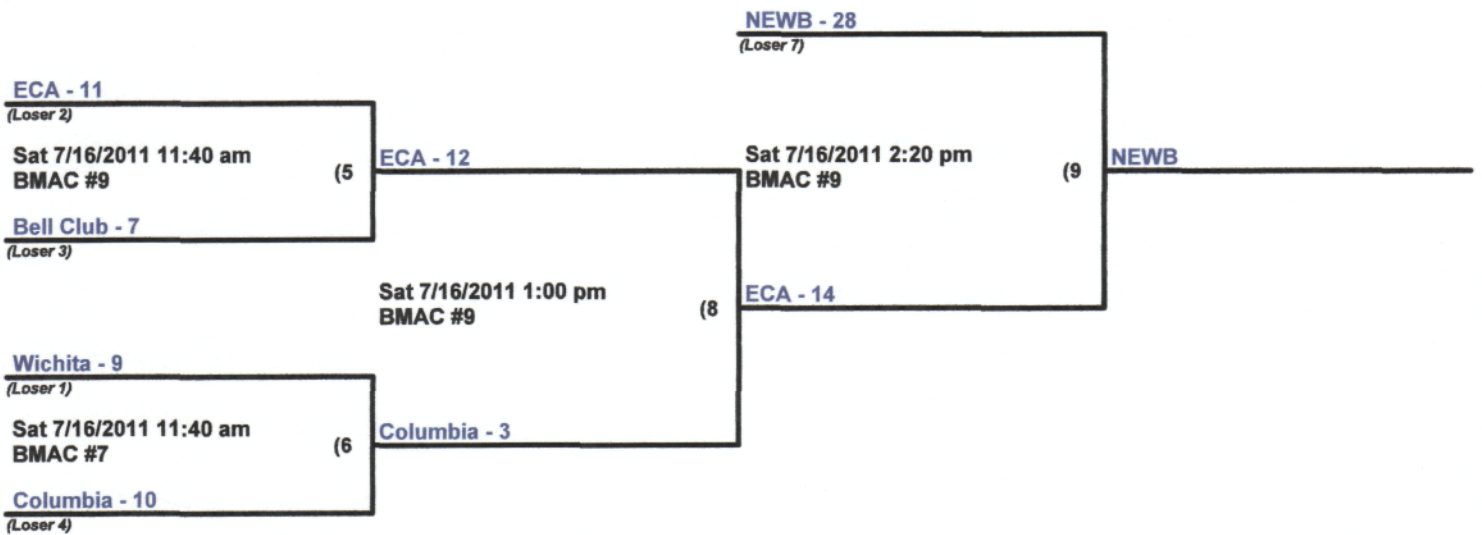 NEWB - 28
(Loser 7)
ECA - 11
(Loser 2)
Sat 7/16/2011 11:40 am
BMAC #9
(5
ECA - 12
Sat 7/16/2011 2:20 pm
BMAC #9
(9
NEWB
Bell Club - 7
(Loser 3)
Sat 7/16/2011 1:00 pm
BMAC #9
(8
ECA - 14
Wichita - 9
(Loser 1)
Sat 7/16/2011 11:40 am
BMAC #7
(6
Columbia - 3
Columbia - 10
(Loser 4)